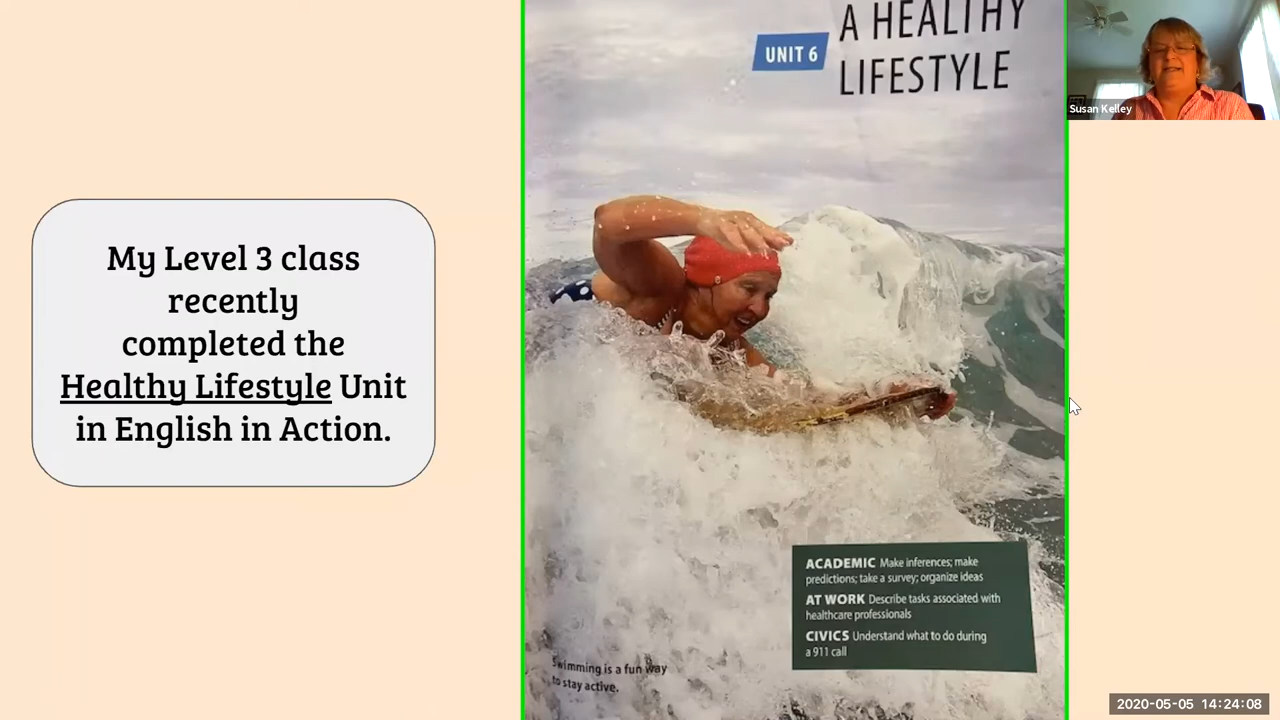 My Level 3 class
recently
completed the
Healthy Lifestyle Unit
in English in Action.
UNIT 6
A HEALTHY
LIFESTYLE
ACADEMIC Make inferences; make
predictions; take a survey; organize ideas
AT WORK Describe tasks associated with
healthcare professionals
CIVICS Understand what to do during
a 911 call
Swimming is a fun way
to stay active.
Susan Kelley
2020-05-05 14:24:08